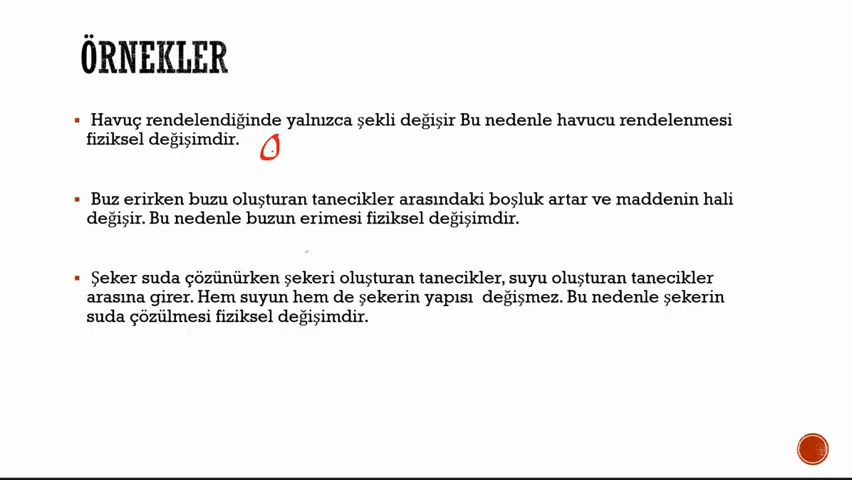 ÖRNEKLER
▪ Havuç rendelendiğinde yalnızca şekli değişir Bu nedenle havucu rendelenmesi
fiziksel değişimdir.
▪ Buz erirken buzu oluşturan tanecikler arasındaki boşluk artar ve maddenin hali
değişir. Bu nedenle buzun erimesi fiziksel değişimdir.
▪ Şeker suda çözünürken şekeri oluşturan tanecikler, suyu oluşturan tanecikler
arasına girer. Hem suyun hem de şekerin yapısı değişmez. Bu nedenle şekerin
suda çözülmesi fiziksel değişimdir.